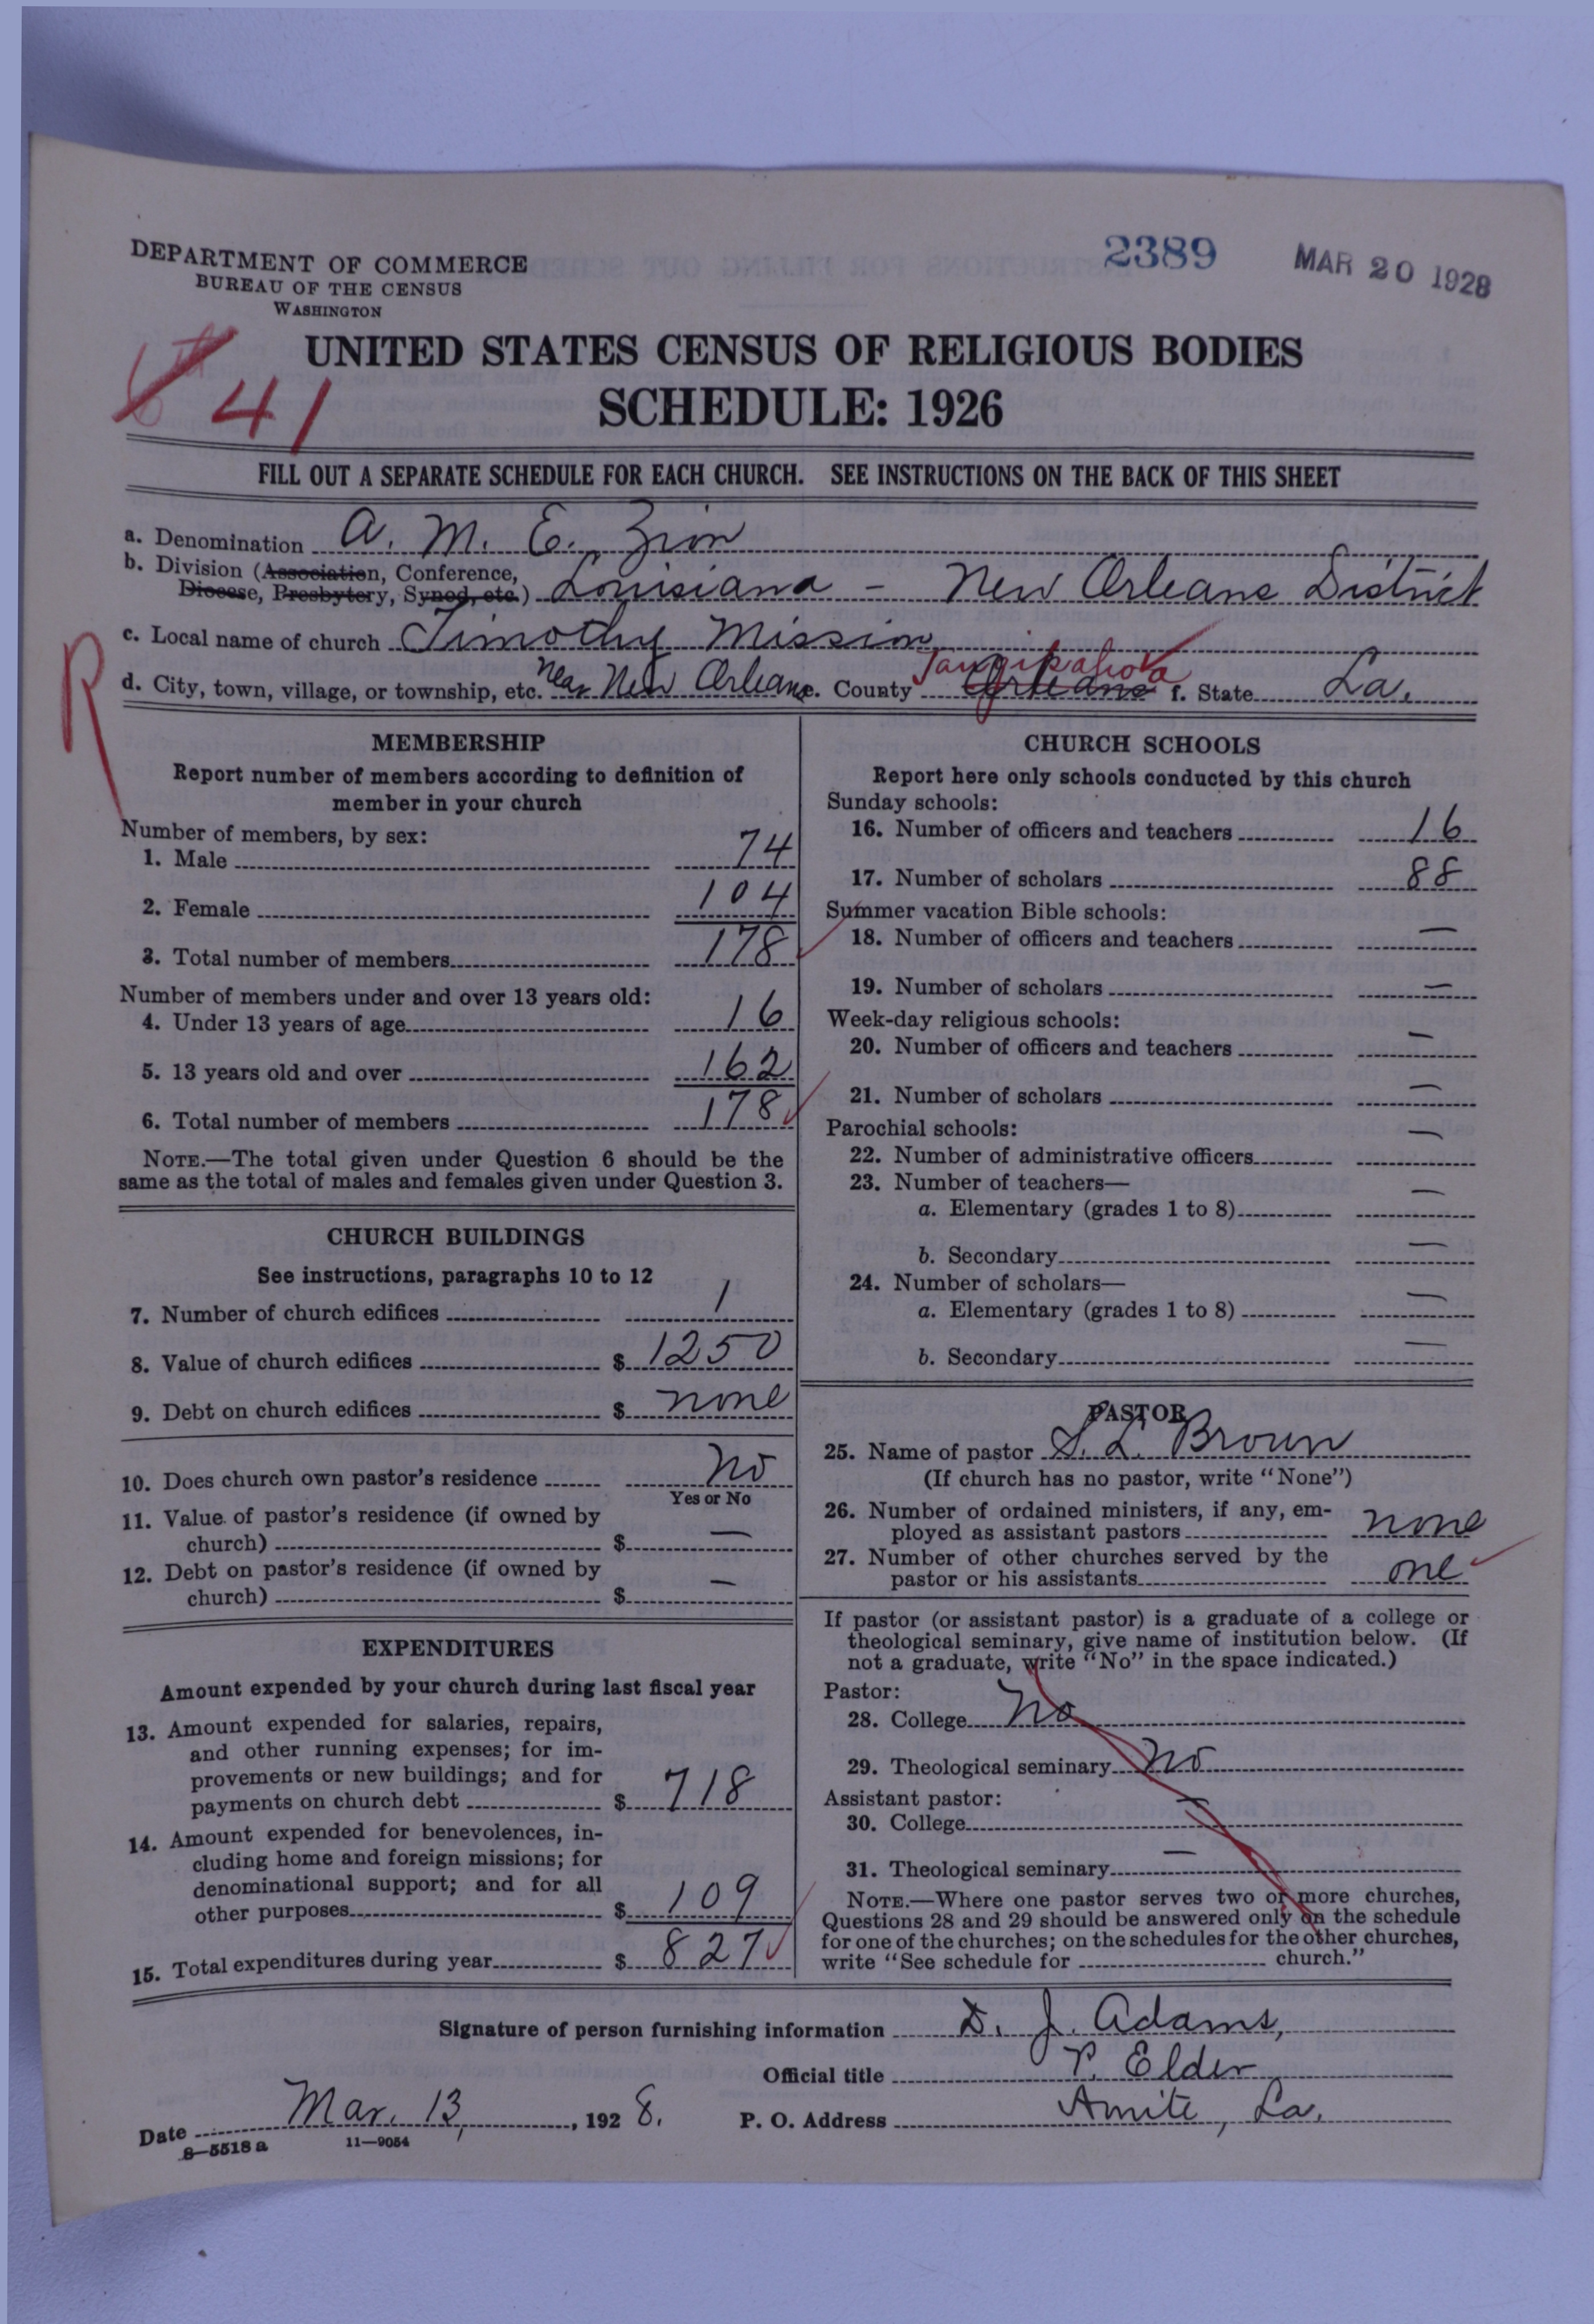 2389
MAR 20 1928
DEPARTMENT OF COMMERCE
BUREAU OF THE CENSUS
WASHINGTON
41
UNITED STATES CENSUS OF RELIGIOUS BODIES
SCHEDULE: 1926
FILL OUT A SEPARATE SCHEDULE FOR EACH CHURCH. SEE INSTRUCTIONS ON THE BACK OF THIS SHEET
a. Denomination A. M. E. Zion
b. Division (Association, Conference,
Diocese, Presbytery, Synod, etc.) Louisiana - New Orleans District
c. Local name of church Timothy Mission
Tangipahoa
d. City, town, village, or township, etc. Near New Orleans e. County Orleans f. State La.
R
MEMBERSHIP
Report number of members according to definition of
member in your church
Number of members, by sex:
1. Male 74
2. Female 104
3. Total number of members 178
Number of members under and over 13 years old:
4. Under 13 years of age 16
5. 13 years old and over 162
6. Total number of members 178
NOTE.—The total given under Question 6 should be the
same as the total of males and females given under Question 3.
CHURCH BUILDINGS
See instructions, paragraphs 10 to 12
7. Number of church edifices 1
8. Value of church edifices $ 1250
9. Debt on church edifices $ none
10. Does church own pastor's residence No
Yes or No
11. Value of pastor's residence (if owned by
church) $ —
12. Debt on pastor's residence (if owned by
church) $ —
EXPENDITURES
Amount expended by your church during last fiscal year
13. Amount expended for salaries, repairs,
and other running expenses; for im-
provements or new buildings; and for
payments on church debt $ 718
14. Amount expended for benevolences, in-
cluding home and foreign missions; for
denominational support; and for all
other purposes $ 109
15. Total expenditures during year $ 827
CHURCH SCHOOLS
Report here only schools conducted by this church
Sunday schools:
16. Number of officers and teachers 16
17. Number of scholars 88
Summer vacation Bible schools:
18. Number of officers and teachers —
19. Number of scholars —
Week-day religious schools:
20. Number of officers and teachers —
21. Number of scholars —
Parochial schools:
22. Number of administrative officers —
23. Number of teachers—
a. Elementary (grades 1 to 8) —
b. Secondary —
24. Number of scholars—
a. Elementary (grades 1 to 8) —
b. Secondary —
PASTOR
25. Name of pastor S. L. Brown
(If church has no pastor, write "None")
26. Number of ordained ministers, if any, em-
ployed as assistant pastors none
27. Number of other churches served by the
pastor or his assistants one
If pastor (or assistant pastor) is a graduate of a college or
theological seminary, give name of institution below. (If
not a graduate, write "No" in the space indicated.)
Pastor:
28. College No
29. Theological seminary No
Assistant pastor:
30. College —
31. Theological seminary —
NOTE.—Where one pastor serves two or more churches,
Questions 28 and 29 should be answered only on the schedule
for one of the churches; on the schedules for the other churches,
write "See schedule for church."
Signature of person furnishing information D. J. Adams,
Official title P. Elder
Date Mar. 13, 1928. P. O. Address Amite, La.
8—5518 a 11—9054